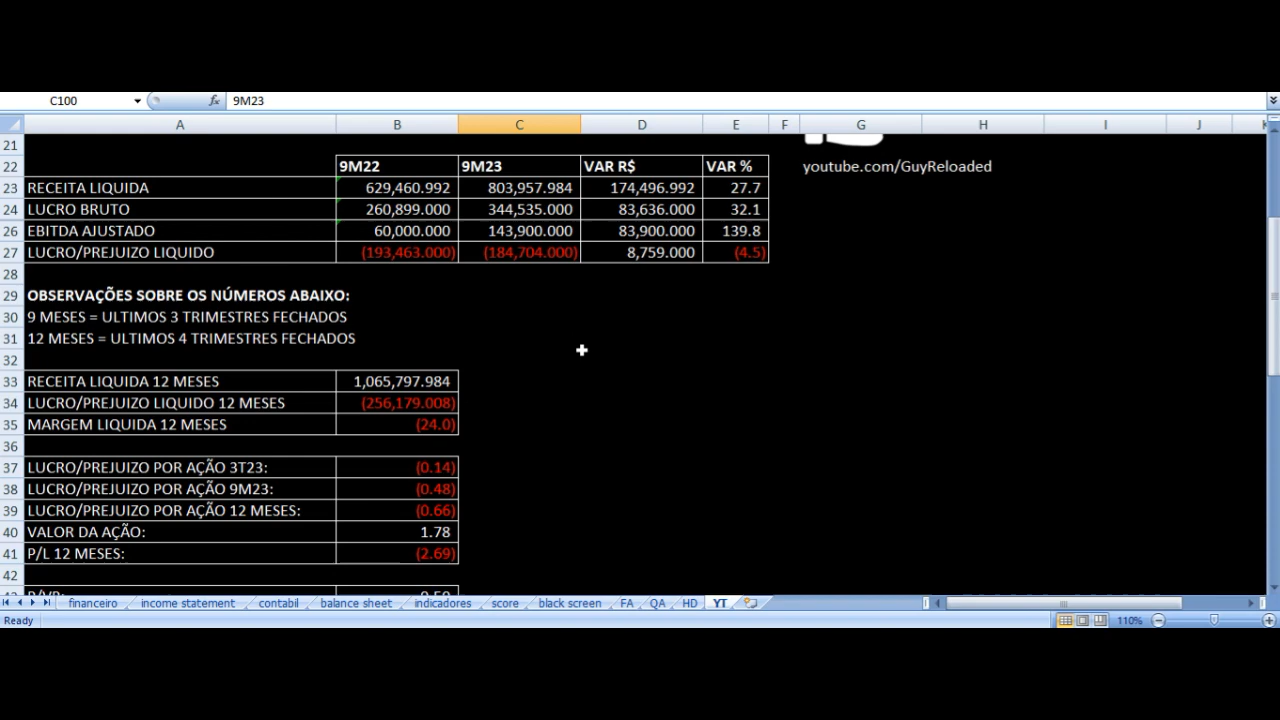 C100 fx 9M23
A B C D E F G H I J K
21
22 9M22 9M23 VAR R$ VAR % youtube.com/GuyReloaded
23 RECEITA LIQUIDA 629,460.992 803,957.984 174,496.992 27.7
24 LUCRO BRUTO 260,899.000 344,535.000 83,636.000 32.1
26 EBITDA AJUSTADO 60,000.000 143,900.000 83,900.000 139.8
27 LUCRO/PREJUIZO LIQUIDO (193,463.000) (184,704.000) 8,759.000 (4.5)
28
29 OBSERVAÇÕES SOBRE OS NÚMEROS ABAIXO:
30 9 MESES = ULTIMOS 3 TRIMESTRES FECHADOS
31 12 MESES = ULTIMOS 4 TRIMESTRES FECHADOS
32
33 RECEITA LIQUIDA 12 MESES 1,065,797.984
34 LUCRO/PREJUIZO LIQUIDO 12 MESES (256,179.008)
35 MARGEM LIQUIDA 12 MESES (24.0)
36
37 LUCRO/PREJUIZO POR AÇÃO 3T23: (0.14)
38 LUCRO/PREJUIZO POR AÇÃO 9M23: (0.48)
39 LUCRO/PREJUIZO POR AÇÃO 12 MESES: (0.66)
40 VALOR DA AÇÃO: 1.78
41 P/L 12 MESES: (2.69)
42
financeiro income statement contabil balance sheet indicadores score black screen FA QA HD YT
Ready 110%